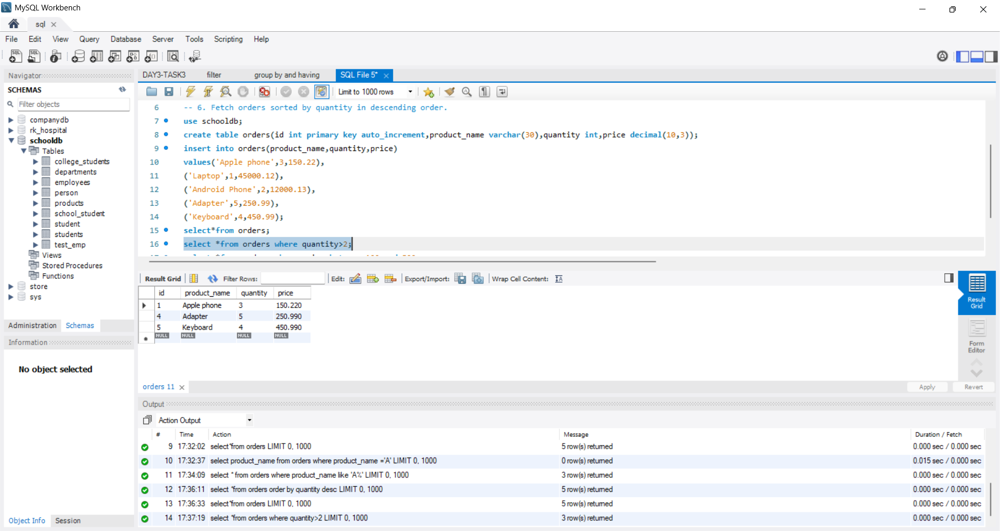 MySQL Workbench
sql
File Edit View Query Database Server Tools Scripting Help
Navigator
SCHEMAS
Filter objects
companydb
rk_hospital
schooldb
Tables
college_students
departments
employees
person
products
school_student
student
students
test_emp
Views
Stored Procedures
Functions
store
sys
Administration Schemas
Information
No object selected
Object Info Session
DAY3-TASK3 filter group by and having SQL File 5*
Limit to 1000 rows
6 -- 6. Fetch orders sorted by quantity in descending order.
7 use schooldb;
8 create table orders(id int primary key auto_increment,product_name varchar(30),quantity int,price decimal(10,3));
9 insert into orders(product_name,quantity,price)
10 values('Apple phone',3,150.22),
11 ('Laptop',1,45000.12),
12 ('Android Phone',2,12000.13),
13 ('Adapter',5,250.99),
14 ('Keyboard',4,450.99);
15 select*from orders;
16 select *from orders where quantity>2;
Result Grid Filter Rows: Edit: Export/Import: Wrap Cell Content:
id product_name quantity price
1 Apple phone 3 150.220
4 Adapter 5 250.990
5 Keyboard 4 450.990
NULL NULL NULL NULL
Result Grid
Form Editor
orders 11
Apply Revert
Output
Action Output
# Time Action Message Duration / Fetch
9 17:32:02 select*from orders LIMIT 0, 1000 5 row(s) returned 0.000 sec / 0.000 sec
10 17:32:37 select product_name from orders where product_name ='A' LIMIT 0, 1000 0 row(s) returned 0.015 sec / 0.000 sec
11 17:34:09 select * from orders where product_name like 'A%' LIMIT 0, 1000 3 row(s) returned 0.000 sec / 0.000 sec
12 17:36:11 select *from orders order by quantity desc LIMIT 0, 1000 5 row(s) returned 0.000 sec / 0.000 sec
13 17:36:33 select*from orders LIMIT 0, 1000 5 row(s) returned 0.000 sec / 0.000 sec
14 17:37:19 select *from orders where quantity>2 LIMIT 0, 1000 3 row(s) returned 0.000 sec / 0.000 sec